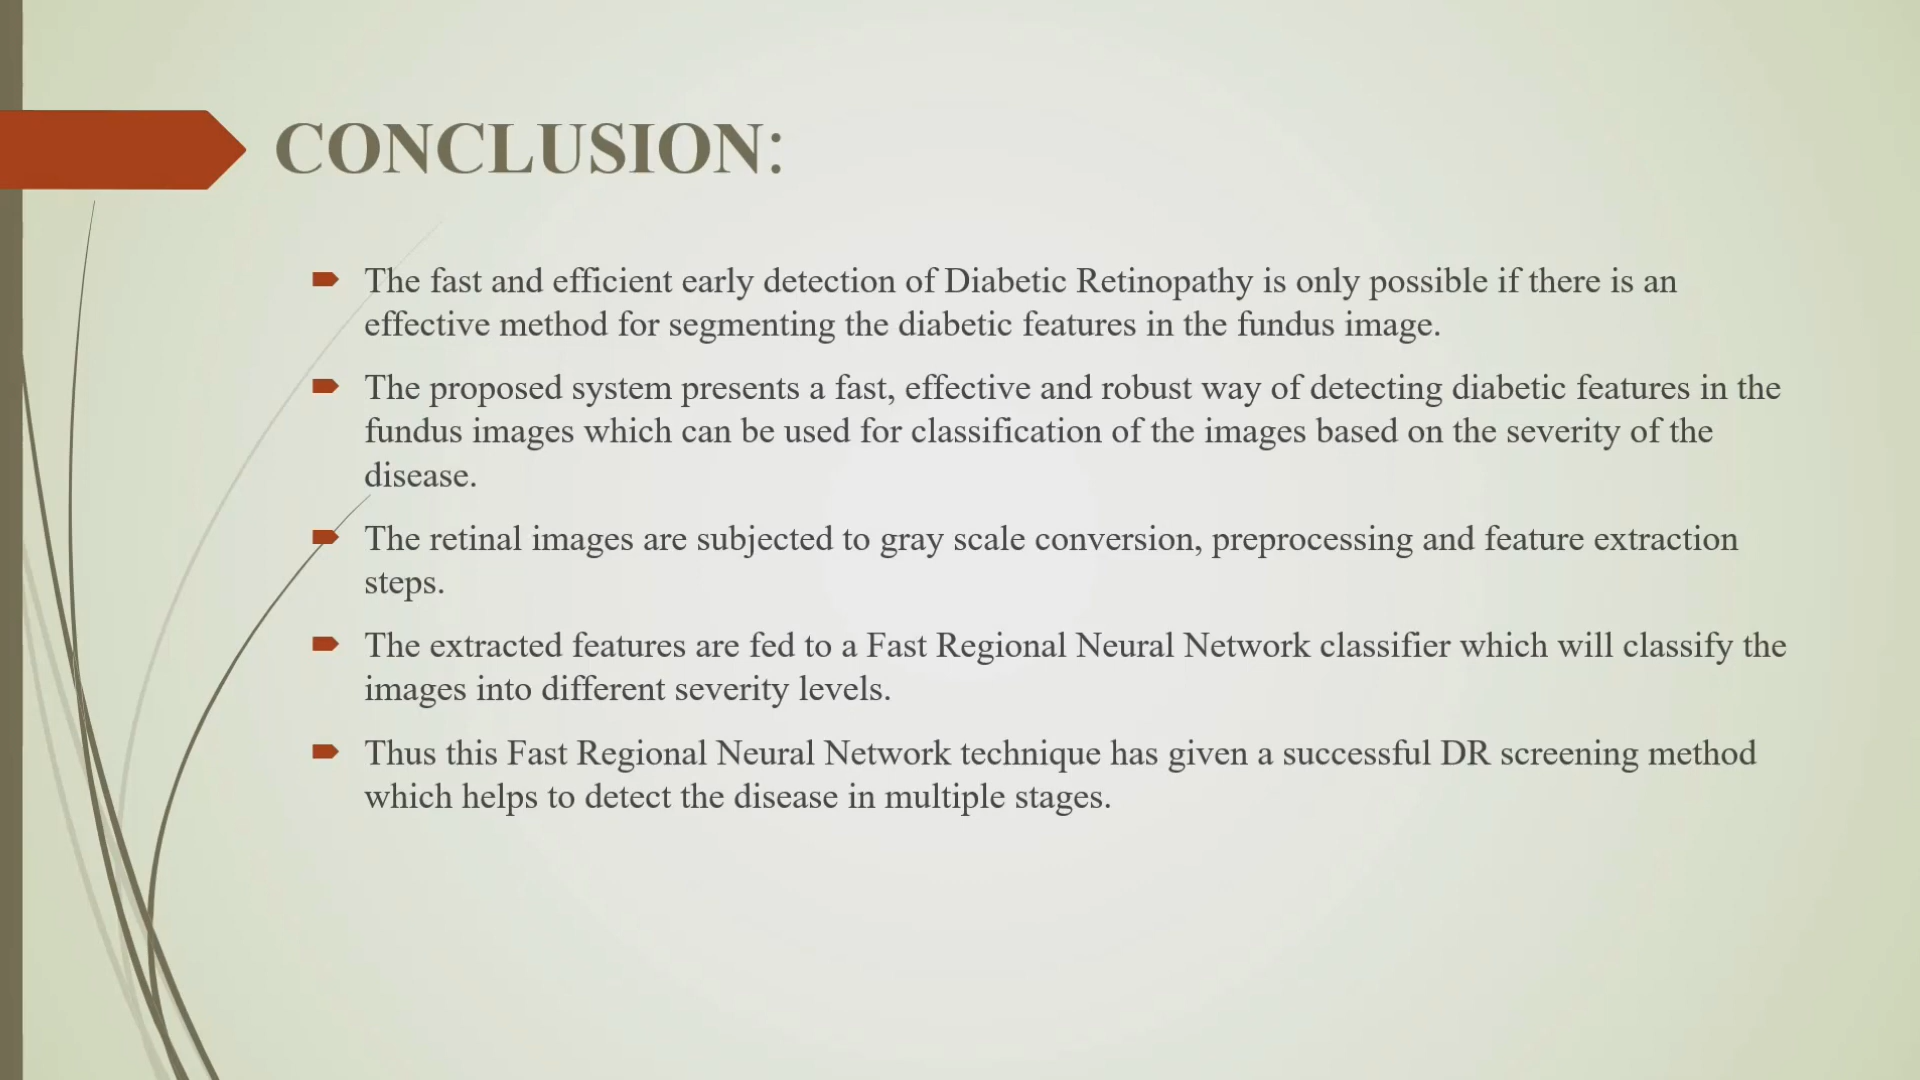 CONCLUSION:
The fast and efficient early detection of Diabetic Retinopathy is only possible if there is an
effective method for segmenting the diabetic features in the fundus image.
The proposed system presents a fast, effective and robust way of detecting diabetic features in the
fundus images which can be used for classification of the images based on the severity of the
disease.
The retinal images are subjected to gray scale conversion, preprocessing and feature extraction
steps.
The extracted features are fed to a Fast Regional Neural Network classifier which will classify the
images into different severity levels.
Thus this Fast Regional Neural Network technique has given a successful DR screening method
which helps to detect the disease in multiple stages.